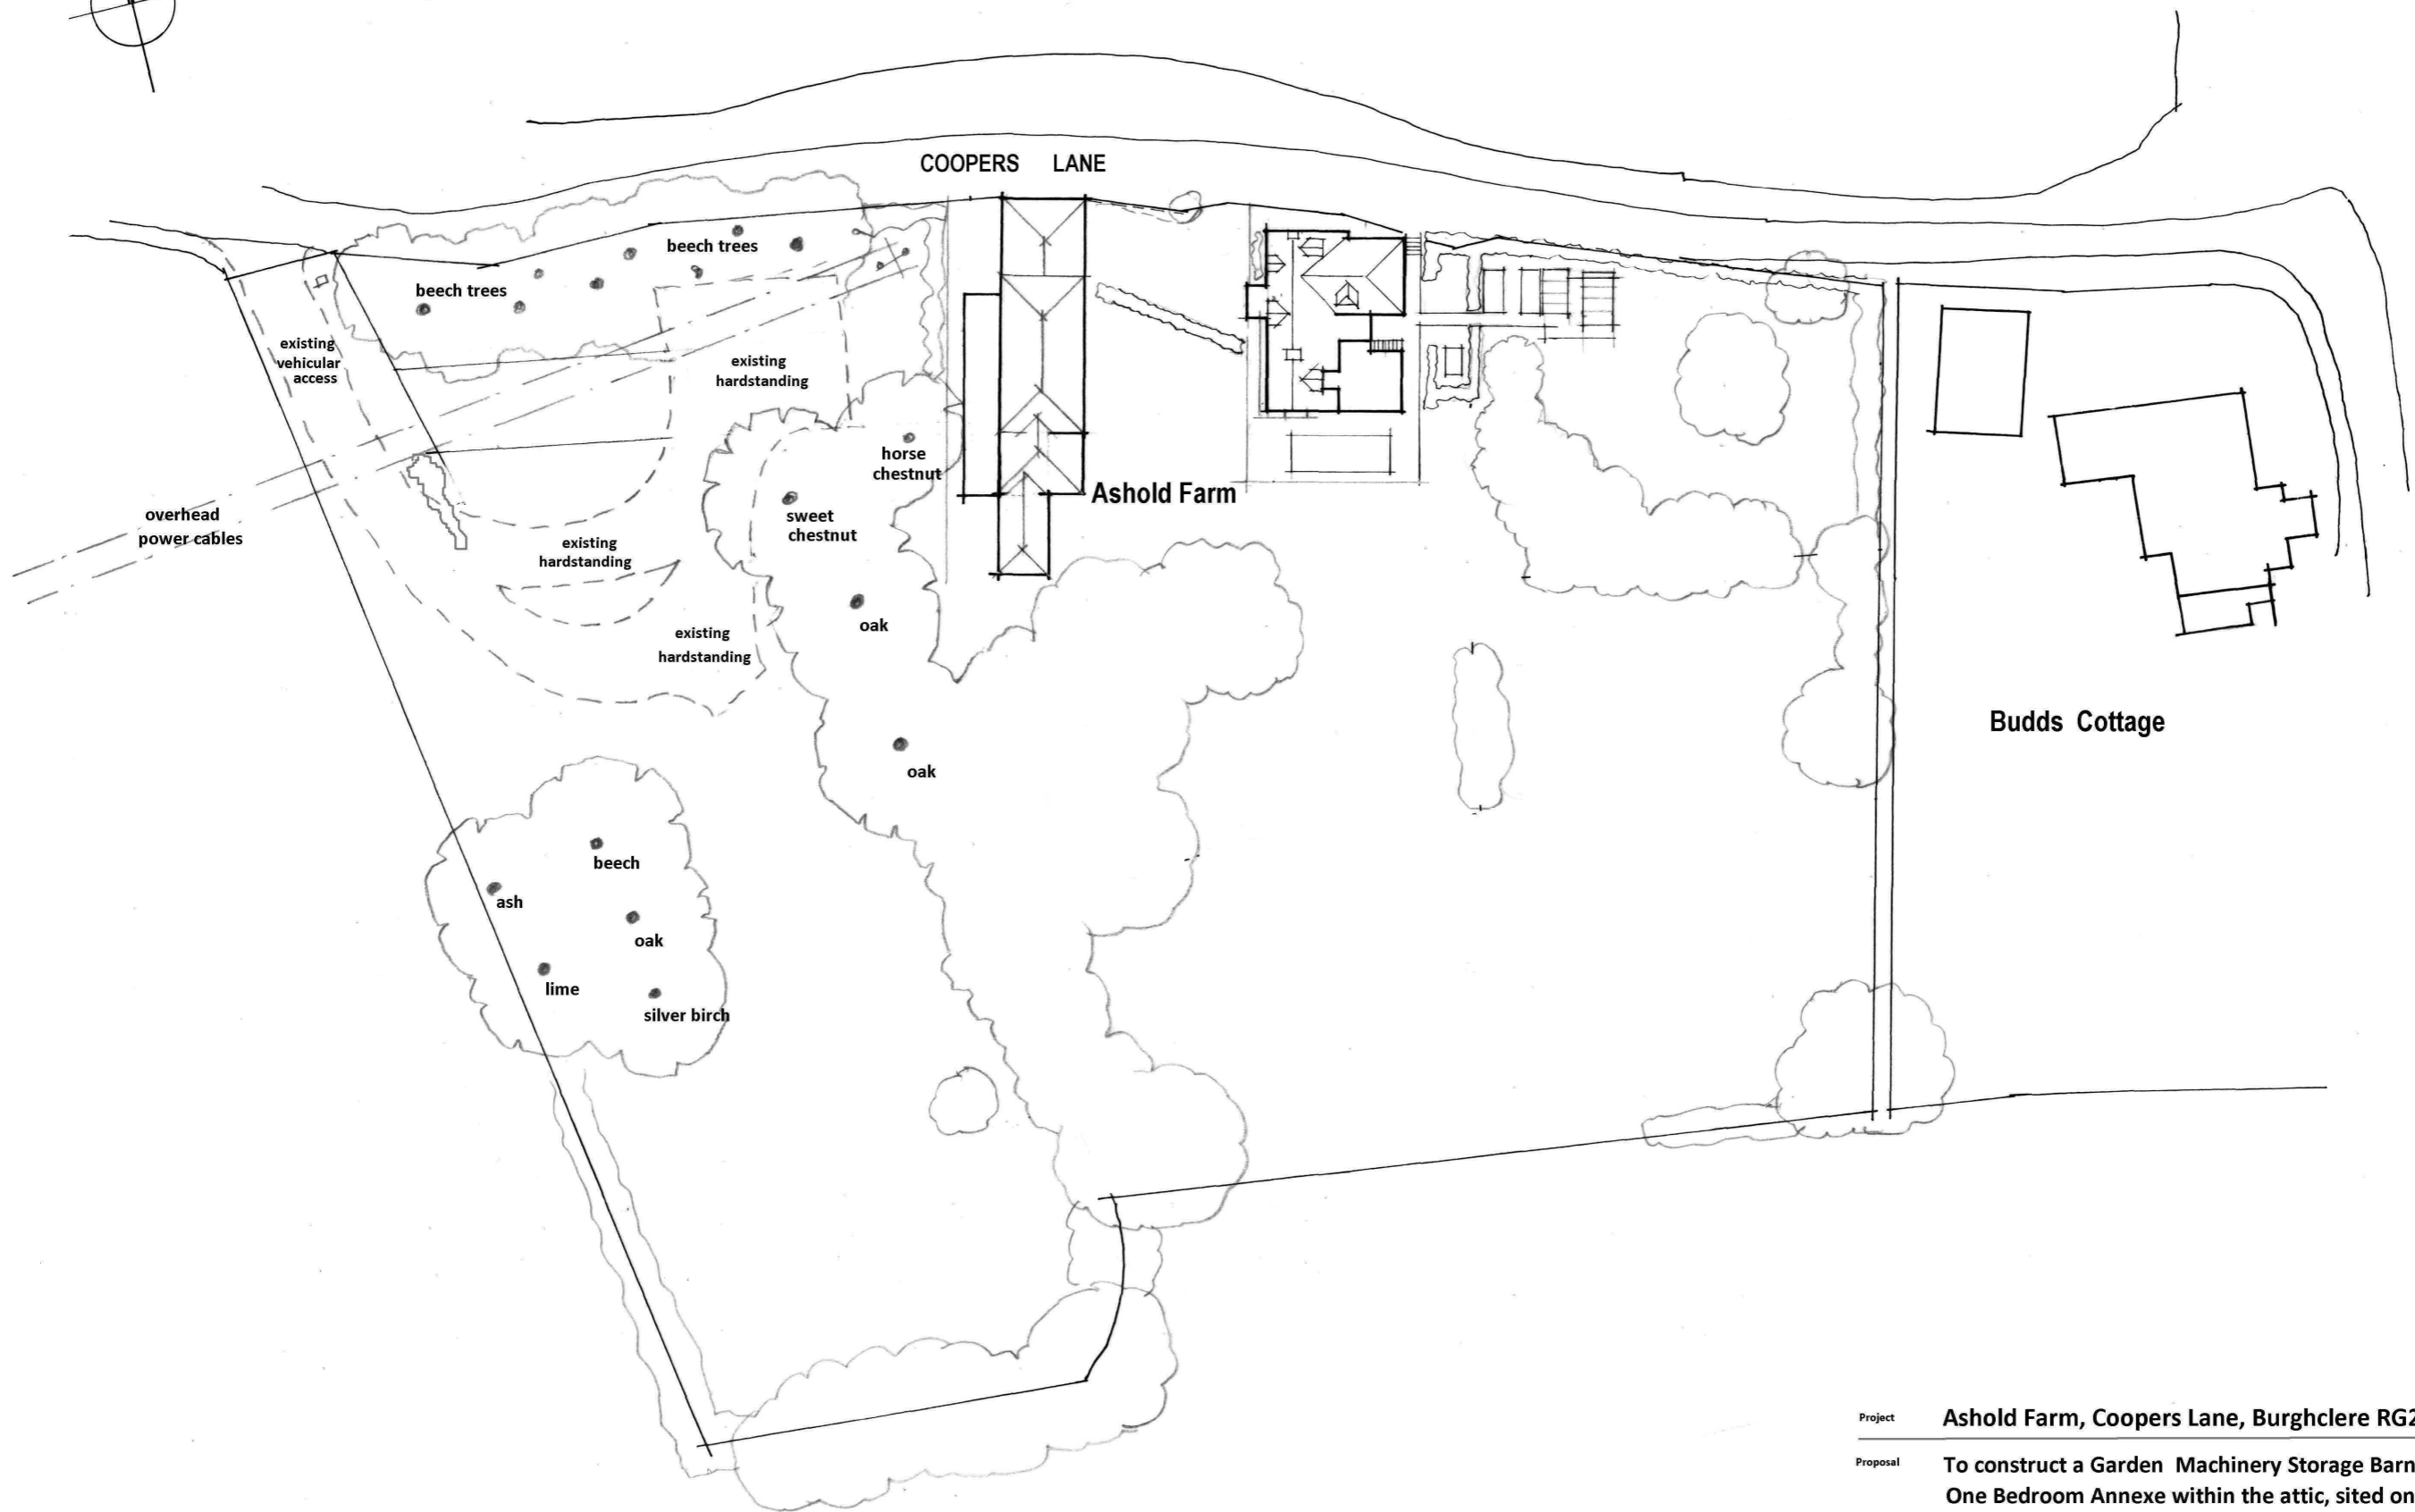 COOPERS LANE
beech trees
beech trees
existing
vehicular
access
existing
hardstanding
horse
chestnut
Ashold Farm
sweet
chestnut
overhead
power cables
existing
hardstanding
oak
existing
hardstanding
Budds Cottage
oak
beech
ash
oak
lime
silver birch
Project Ashold Farm, Coopers Lane, Burghclere RG2
Proposal To construct a Garden Machinery Storage Barn
One Bedroom Annexe within the attic, sited on